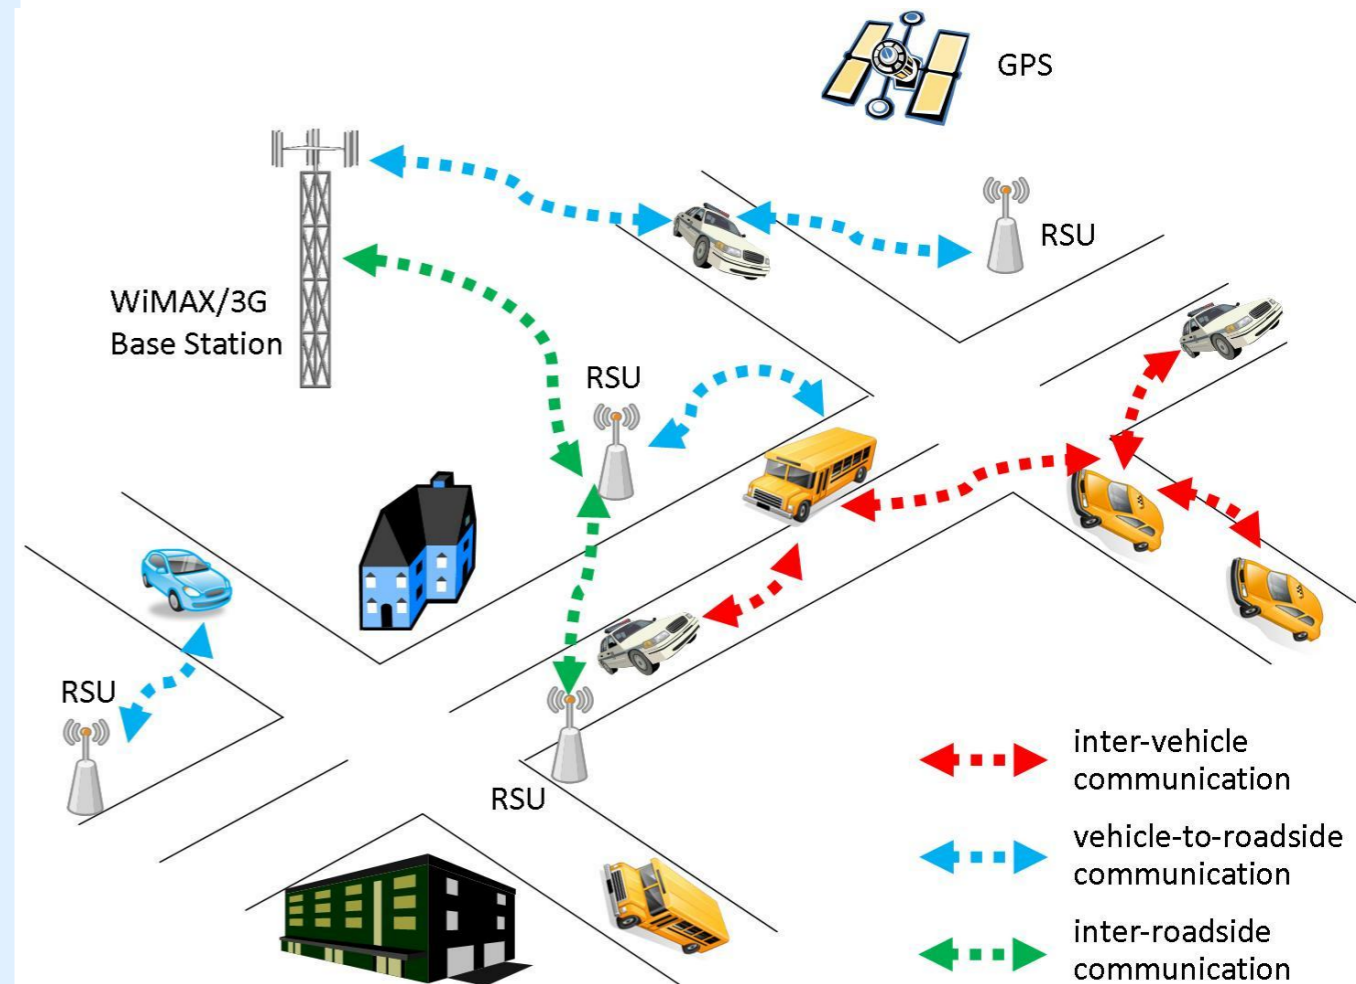 GPS
RSU
WiMAX/3G
Base Station
RSU
RSU
RSU
inter-vehicle
communication
vehicle-to-roadside
communication
inter-roadside
communication